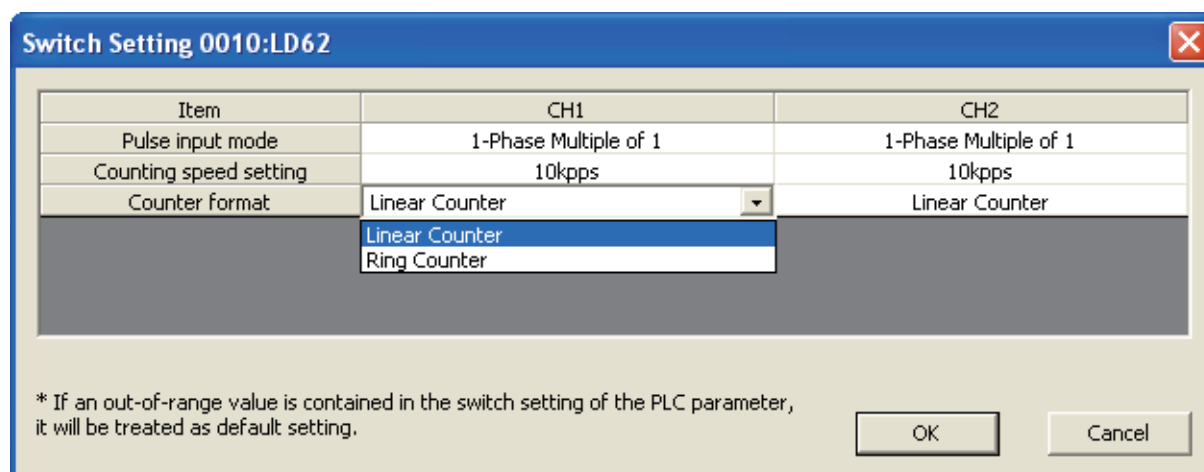 Switch Setting 0010:LD62
Item CH1 CH2
Pulse input mode 1-Phase Multiple of 1 1-Phase Multiple of 1
Counting speed setting 10kpps 10kpps
Counter format Linear Counter Linear Counter
Linear Counter
Ring Counter
* If an out-of-range value is contained in the switch setting of the PLC parameter,
it will be treated as default setting.
OK Cancel